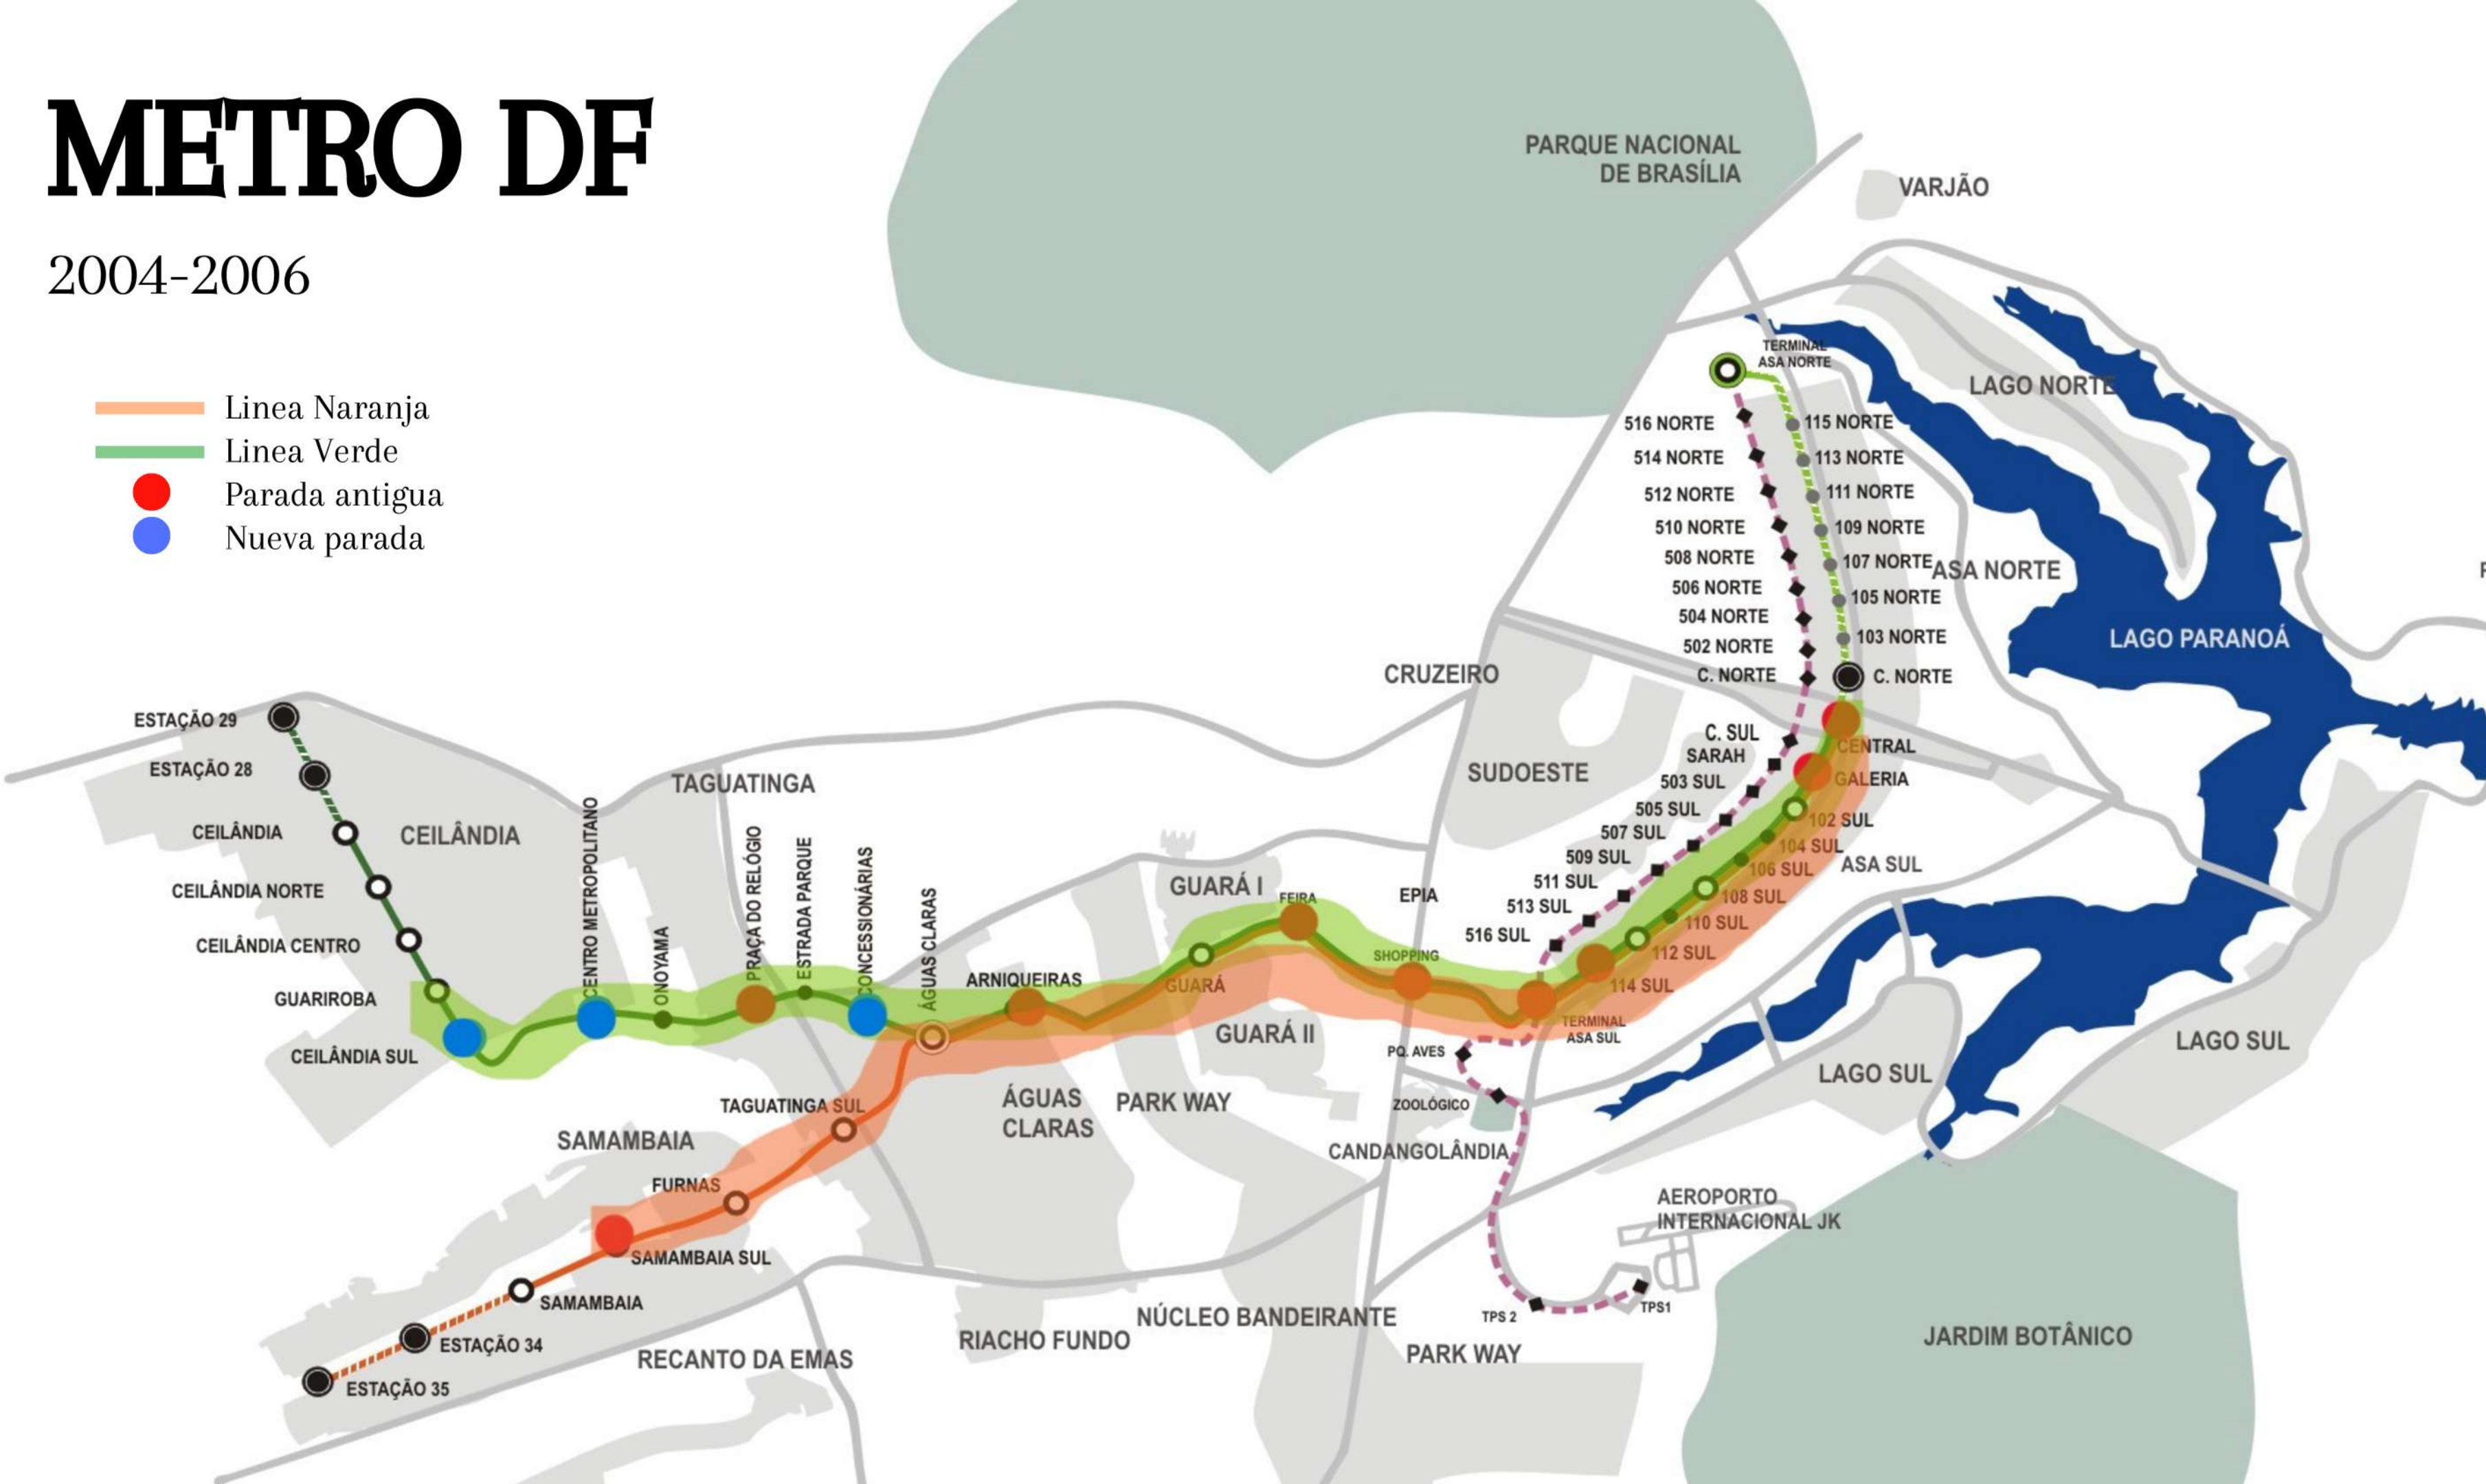 METRO DF
2004-2006
Linea Naranja
Linea Verde
Parada antigua
Nueva parada
PARQUE NACIONAL
DE BRASÍLIA
VARJÃO
TERMINAL
ASA NORTE
LAGO NORTE
516 NORTE
115 NORTE
514 NORTE
113 NORTE
512 NORTE
111 NORTE
510 NORTE
109 NORTE
508 NORTE
107 NORTE
ASA NORTE
506 NORTE
105 NORTE
504 NORTE
103 NORTE
LAGO PARANOÁ
502 NORTE
C. NORTE
C. NORTE
CRUZEIRO
ESTAÇÃO 29
ESTAÇÃO 28
CEILÂNDIA
CEILÂNDIA
CEILÂNDIA NORTE
CEILÂNDIA CENTRO
GUARIROBA
CEILÂNDIA SUL
TAGUATINGA
CENTRO METROPOLITANO
ONOYAMA
PRAÇA DO RELÓGIO
ESTRADA PARQUE
CONCESSIONÁRIAS
ÁGUAS CLARAS
ARNIQUEIRAS
GUARÁ I
GUARÁ
FEIRA
GUARÁ II
EPIA
SHOPPING
SUDOESTE
C. SUL
SARAH
503 SUL
505 SUL
507 SUL
509 SUL
511 SUL
513 SUL
516 SUL
CENTRAL
GALERIA
102 SUL
104 SUL
106 SUL
108 SUL
110 SUL
112 SUL
114 SUL
ASA SUL
TERMINAL
ASA SUL
PQ. AVES
ZOOLÓGICO
CANDANGOLÂNDIA
LAGO SUL
LAGO SUL
TAGUATINGA SUL
SAMAMBAIA
FURNAS
SAMAMBAIA SUL
SAMAMBAIA
ESTAÇÃO 34
ESTAÇÃO 35
ÁGUAS
CLARAS
PARK WAY
AEROPORTO
INTERNACIONAL JK
TPS 2
TPS1
NÚCLEO BANDEIRANTE
RIACHO FUNDO
RECANTO DA EMAS
PARK WAY
JARDIM BOTÂNICO